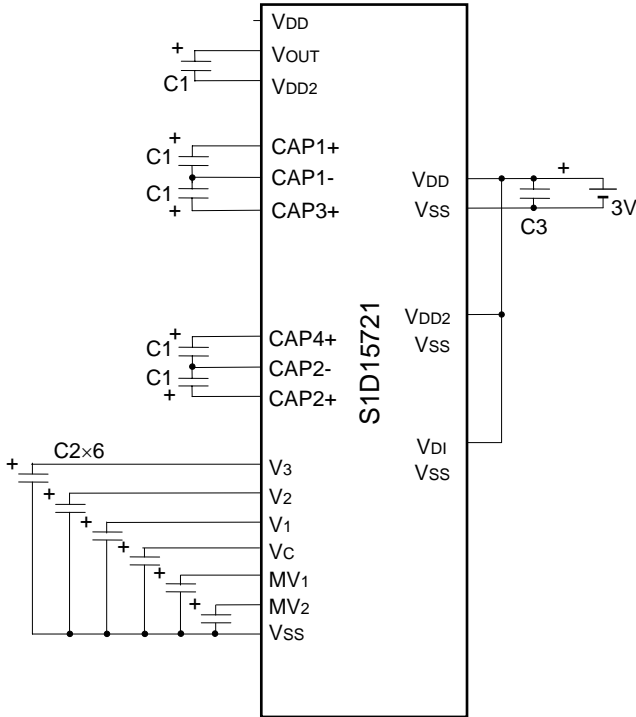 VDD
+
VOUT
C1
VDD2
+
CAP1+
C1
CAP1-
C1
+
CAP3+
+
CAP4+
C1
CAP2-
C1
+
CAP2+
C2×6
+
V3
+
V2
+
V1
+
VC
+
MV1
+
MV2
VSS
S1D15721
VDD
+
VSS
C3
3V
VDD2
VSS
VDI
VSS